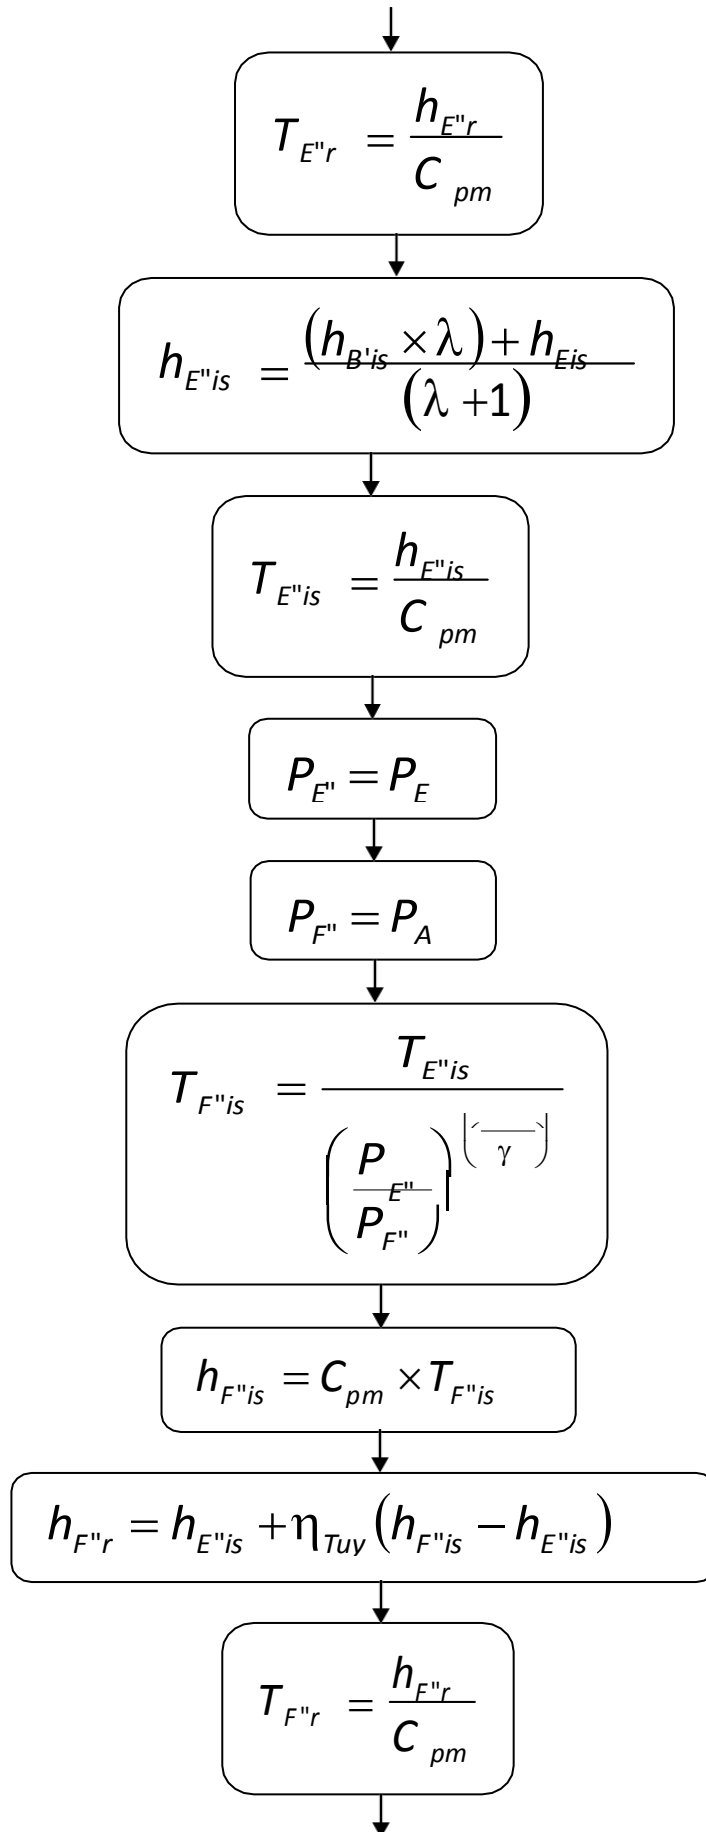 T_{E"r} = h_{E"r} / C_{pm}
h_{E"is} = ((h_{B'is} × λ) + h_{Eis}) / (λ + 1)
T_{E"is} = h_{E"is} / C_{pm}
P_{E"} = P_E
P_{F"} = P_A
T_{F"is} = T_{E"is} / (P_{E"} / P_{F"})^{( / γ)}
h_{F"is} = C_{pm} × T_{F"is}
h_{F"r} = h_{E"is} + η_{Tuy} (h_{F"is} − h_{E"is})
T_{F"r} = h_{F"r} / C_{pm}